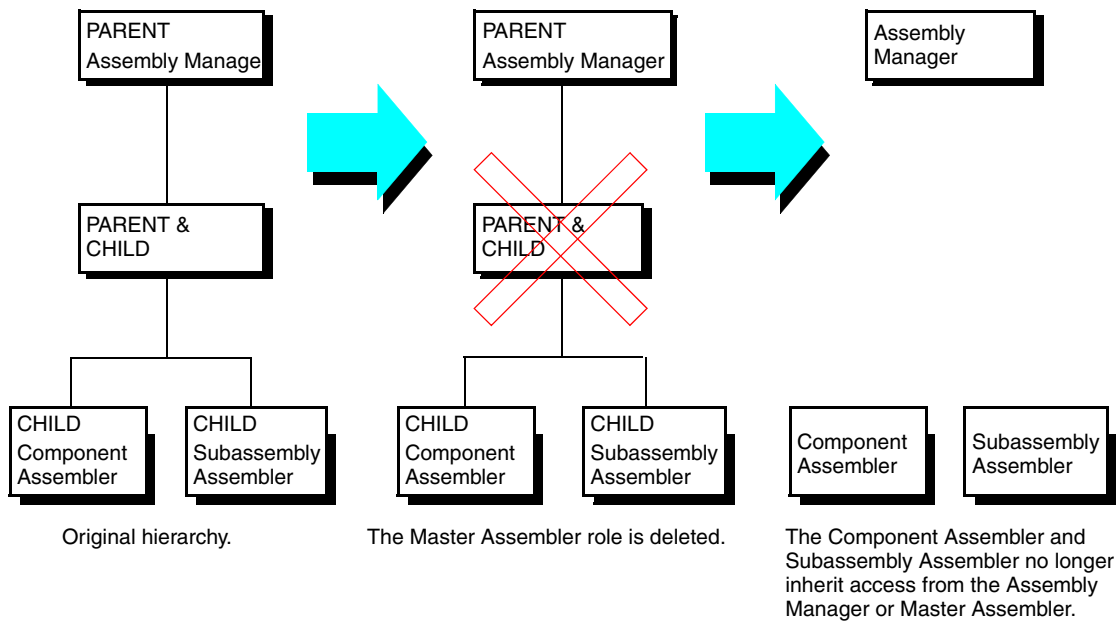 PARENT
Assembly Manage
PARENT
Assembly Manager
Assembly
Manager
PARENT &
CHILD
PARENT &
CHILD
CHILD
Component
Assembler
CHILD
Subassembly
Assembler
CHILD
Component
Assembler
CHILD
Subassembly
Assembler
Component
Assembler
Subassembly
Assembler
Original hierarchy.
The Master Assembler role is deleted.
The Component Assembler and
Subassembly Assembler no longer
inherit access from the Assembly
Manager or Master Assembler.